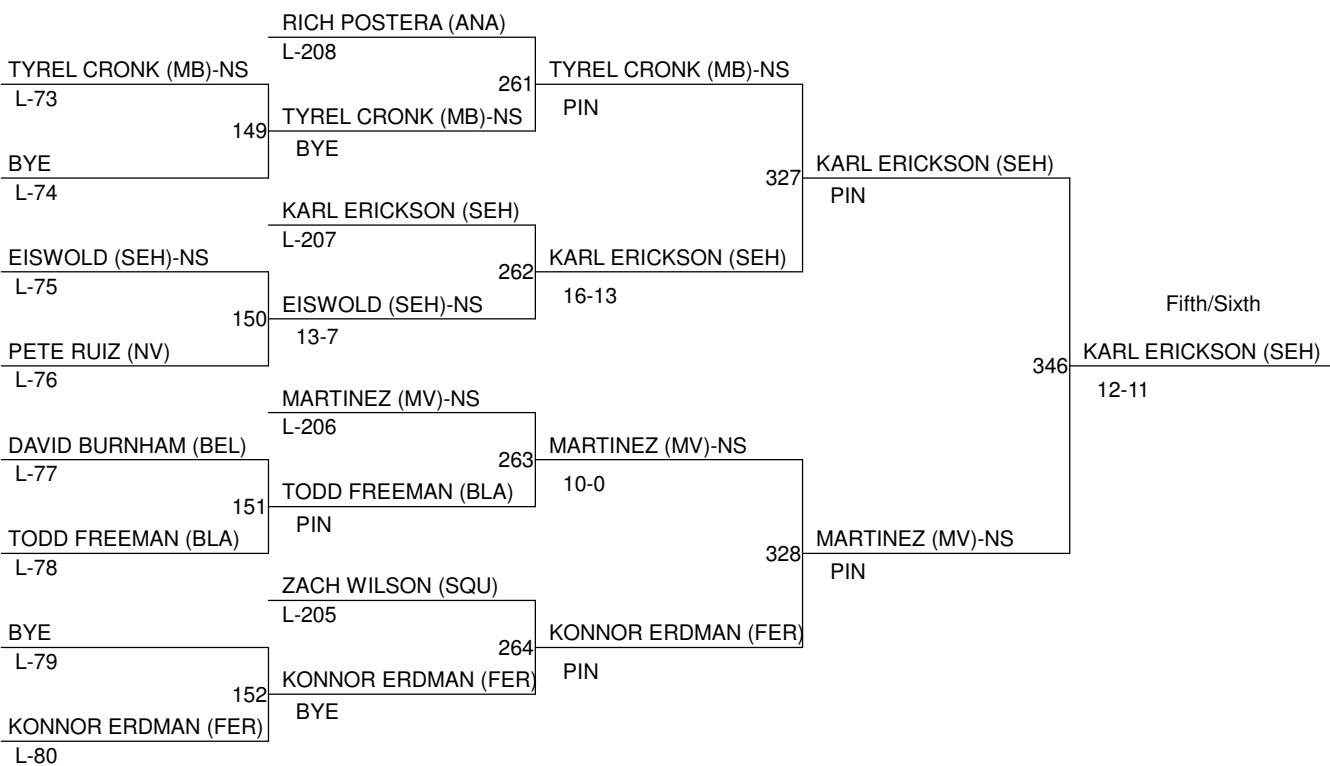 RICH POSTERA (ANA)
L-208
TYREL CRONK (MB)-NS
L-73
261
TYREL CRONK (MB)-NS
PIN
149
TYREL CRONK (MB)-NS
BYE
BYE
L-74
327
KARL ERICKSON (SEH)
PIN
KARL ERICKSON (SEH)
L-207
EISWOLD (SEH)-NS
L-75
262
KARL ERICKSON (SEH)
16-13
150
EISWOLD (SEH)-NS
13-7
Fifth/Sixth
PETE RUIZ (NV)
L-76
346
KARL ERICKSON (SEH)
12-11
MARTINEZ (MV)-NS
L-206
DAVID BURNHAM (BEL)
L-77
263
MARTINEZ (MV)-NS
10-0
151
TODD FREEMAN (BLA)
PIN
TODD FREEMAN (BLA)
L-78
328
MARTINEZ (MV)-NS
PIN
ZACH WILSON (SQU)
L-205
BYE
L-79
264
KONNOR ERDMAN (FER)
PIN
152
KONNOR ERDMAN (FER)
BYE
KONNOR ERDMAN (FER)
L-80